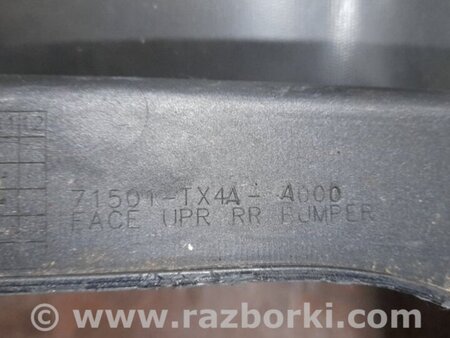 71501-TX4A-A000
FACE UPR RR BUMPER
www.razborki.com